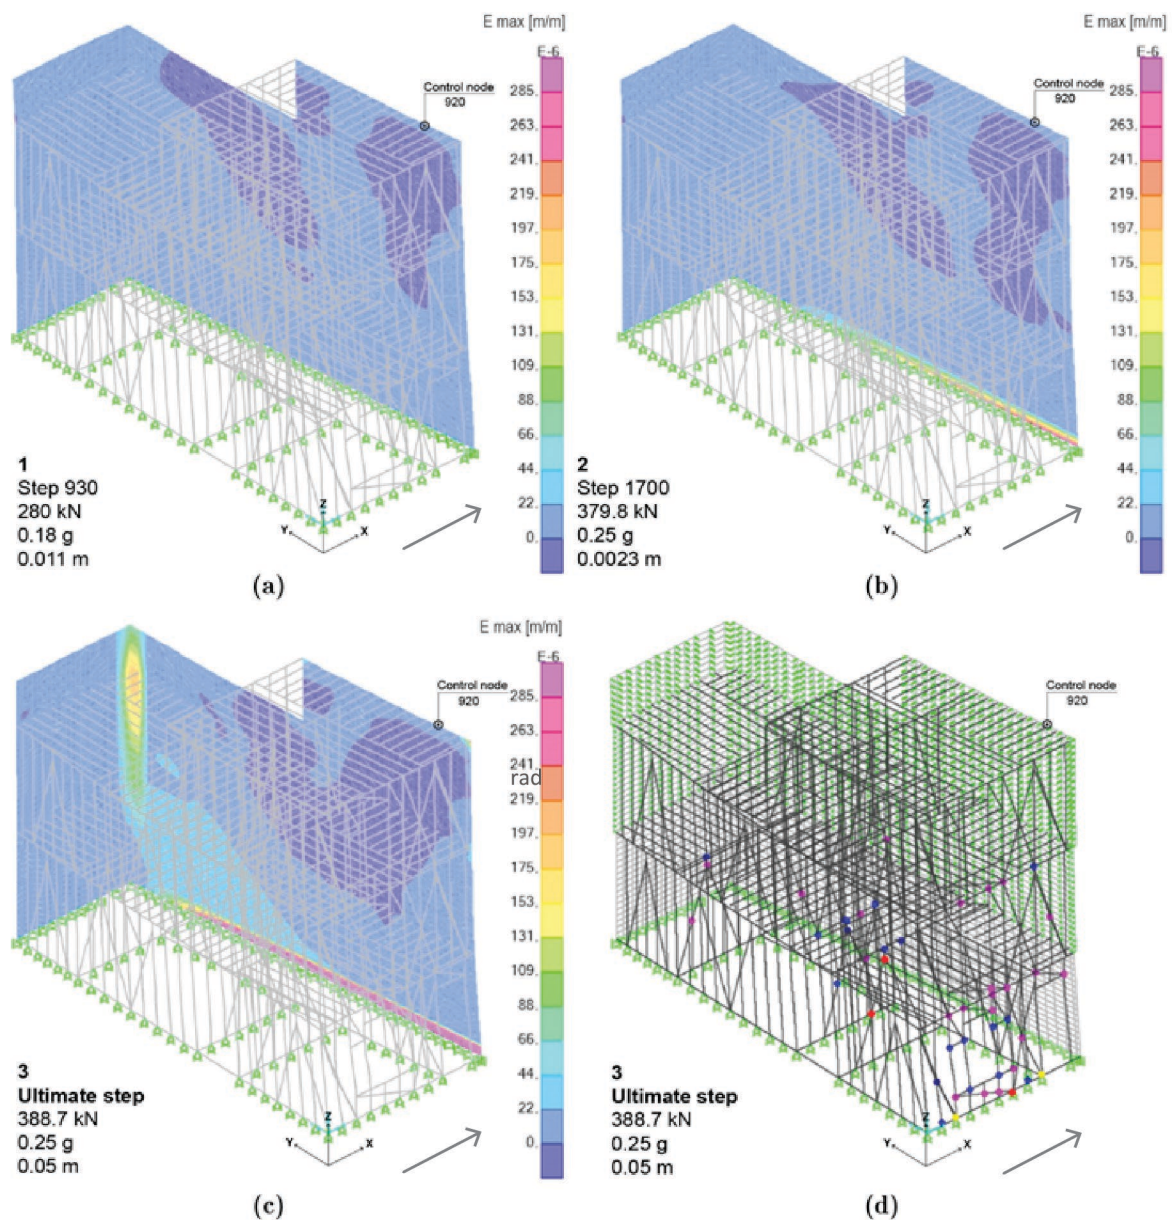 E max [m/m]
E-6
285.
263.
241.
219.
197.
175.
153.
131.
109.
88.
66.
44.
22.
0.
Control node
920
1
Step 930
280 kN
0.18 g
0.011 m
Z
Y
X
(a)
E max [m/m]
E-6
285.
263.
241.
219.
197.
175.
153.
131.
109.
88.
66.
44.
22.
0.
Control node
920
2
Step 1700
379.8 kN
0.25 g
0.0023 m
Z
Y
X
(b)
E max [m/m]
E-6
285.
263.
241.
rad
219.
197.
175.
153.
131.
109.
88.
66.
44.
22.
0.
Control node
920
3
Ultimate step
388.7 kN
0.25 g
0.05 m
Z
Y
X
(c)
Control node
920
3
Ultimate step
388.7 kN
0.25 g
0.05 m
Z
Y
X
(d)